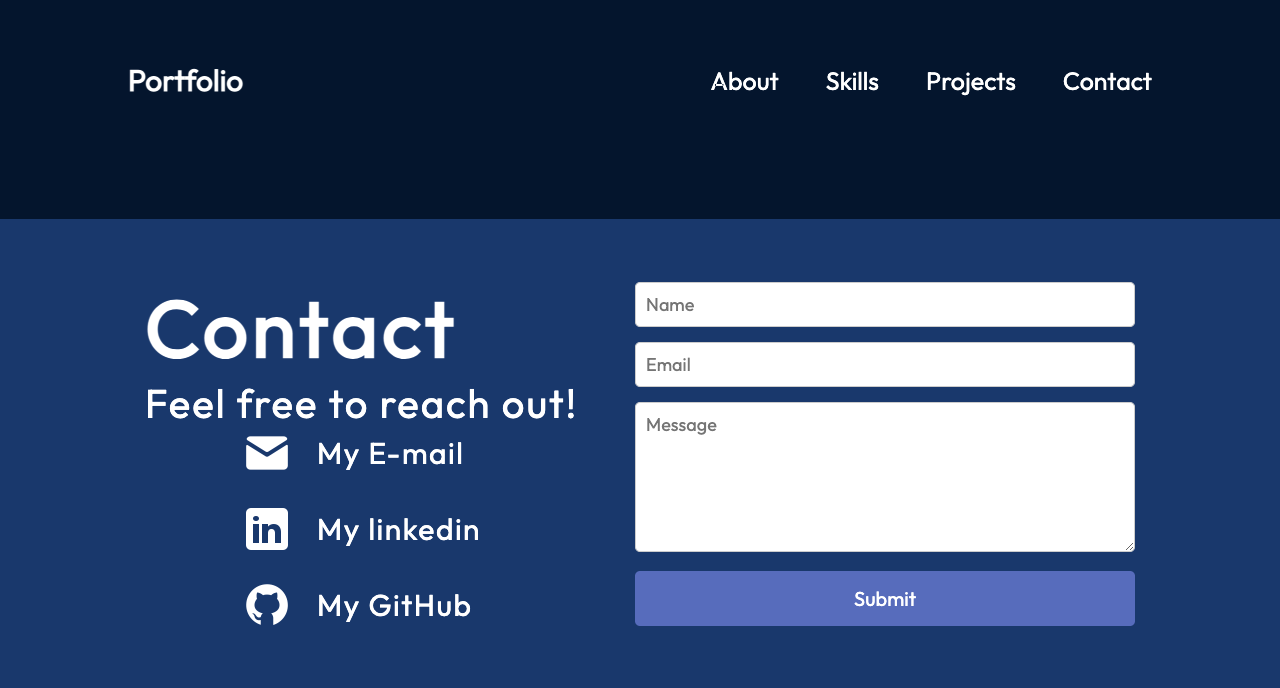 Portfolio
About Skills Projects Contact
Contact
Feel free to reach out!
My E-mail
My linkedin
My GitHub
Name
Email
Message
Submit